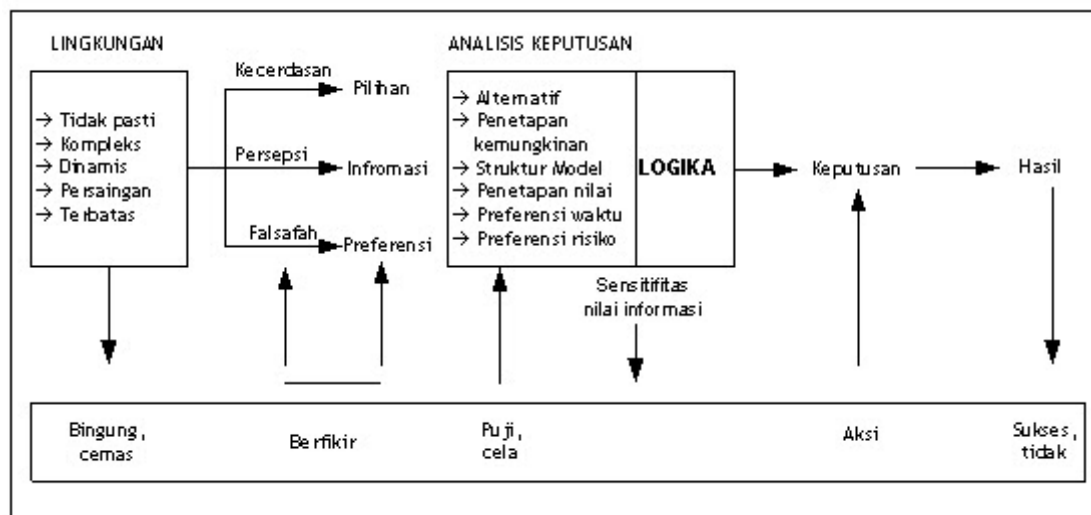 LINGKUNGAN
→ Tidak pasti
→ Kompleks
→ Dinamis
→ Persaingan
→ Terbatas
Kecerdasan
Pilihan
Persepsi
Infromasi
Falsafah
Preferensi
ANALISIS KEPUTUSAN
→ Alternatif
→ Penetapan
kemungkinan
→ Struktur Model
→ Penetapan nilai
→ Preferensi waktu
→ Preferensi risiko
LOGIKA
Keputusan
Hasil
Sensitifitas
nilai informasi
Bingung,
cemas
Berfikir
Puji,
cela
Aksi
Sukses,
tidak